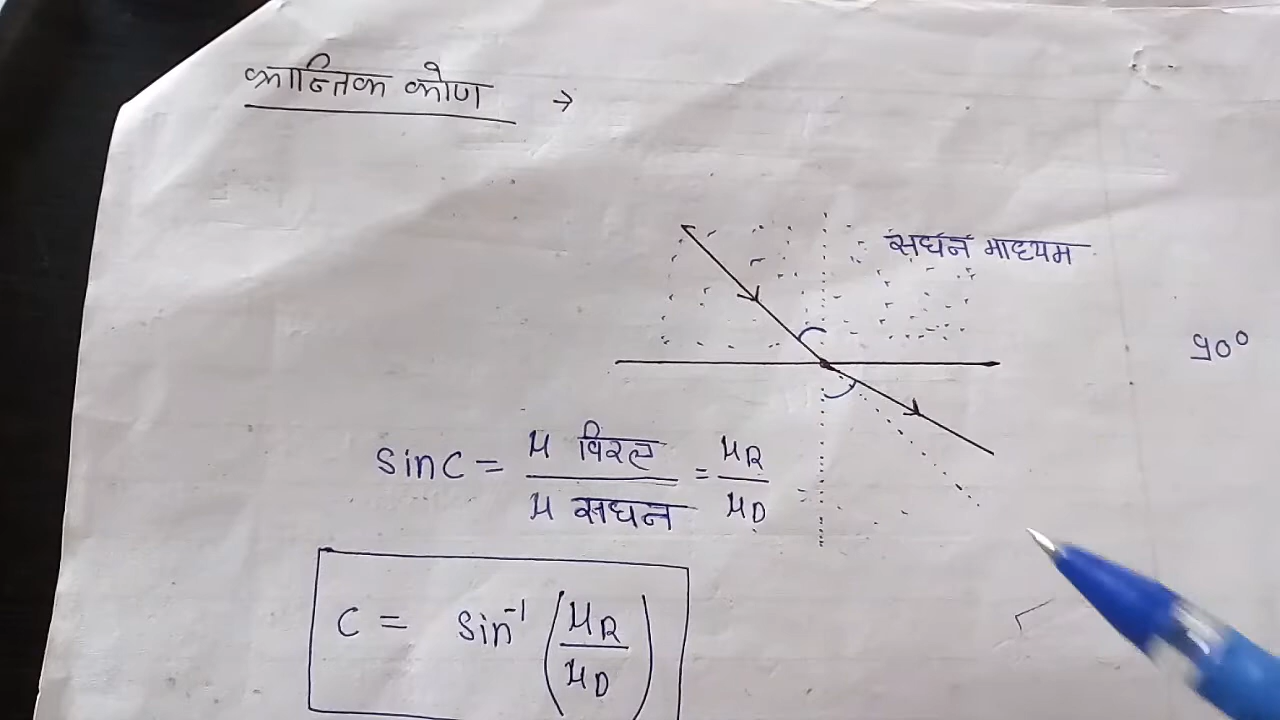 क्रान्तिक कोण →
सघन माध्यम
90°
sinc = μ विरल / μ सघन = μR / μD
c = sin⁻¹ (μR / μD)